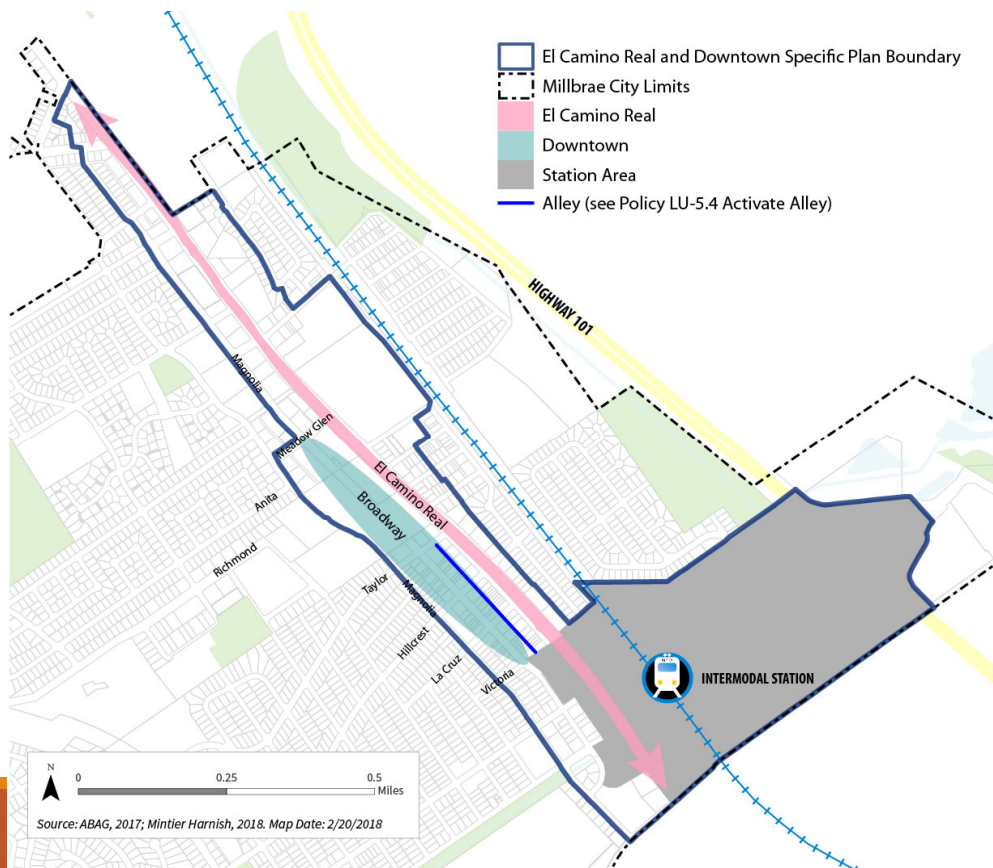 El Camino Real and Downtown Specific Plan Boundary
Millbrae City Limits
El Camino Real
Downtown
Station Area
Alley (see Policy LU-5.4 Activate Alley)
HIGHWAY 101
Magnolia
Meadow Glen
El Camino Real
Broadway
Anita
Richmond
Taylor
Magnolia
Hillcrest
La Cruz
Victoria
INTERMODAL STATION
N
0 0.25 0.5
Miles
Source: ABAG, 2017; Mintier Harnish, 2018. Map Date: 2/20/2018